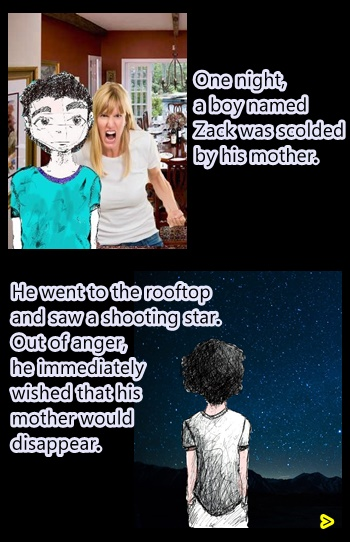 One night,
a boy named
Zack was scolded
by his mother.
He went to the rooftop
and saw a shooting star.
Out of anger,
he immediately
wished that his
mother would
disappear.